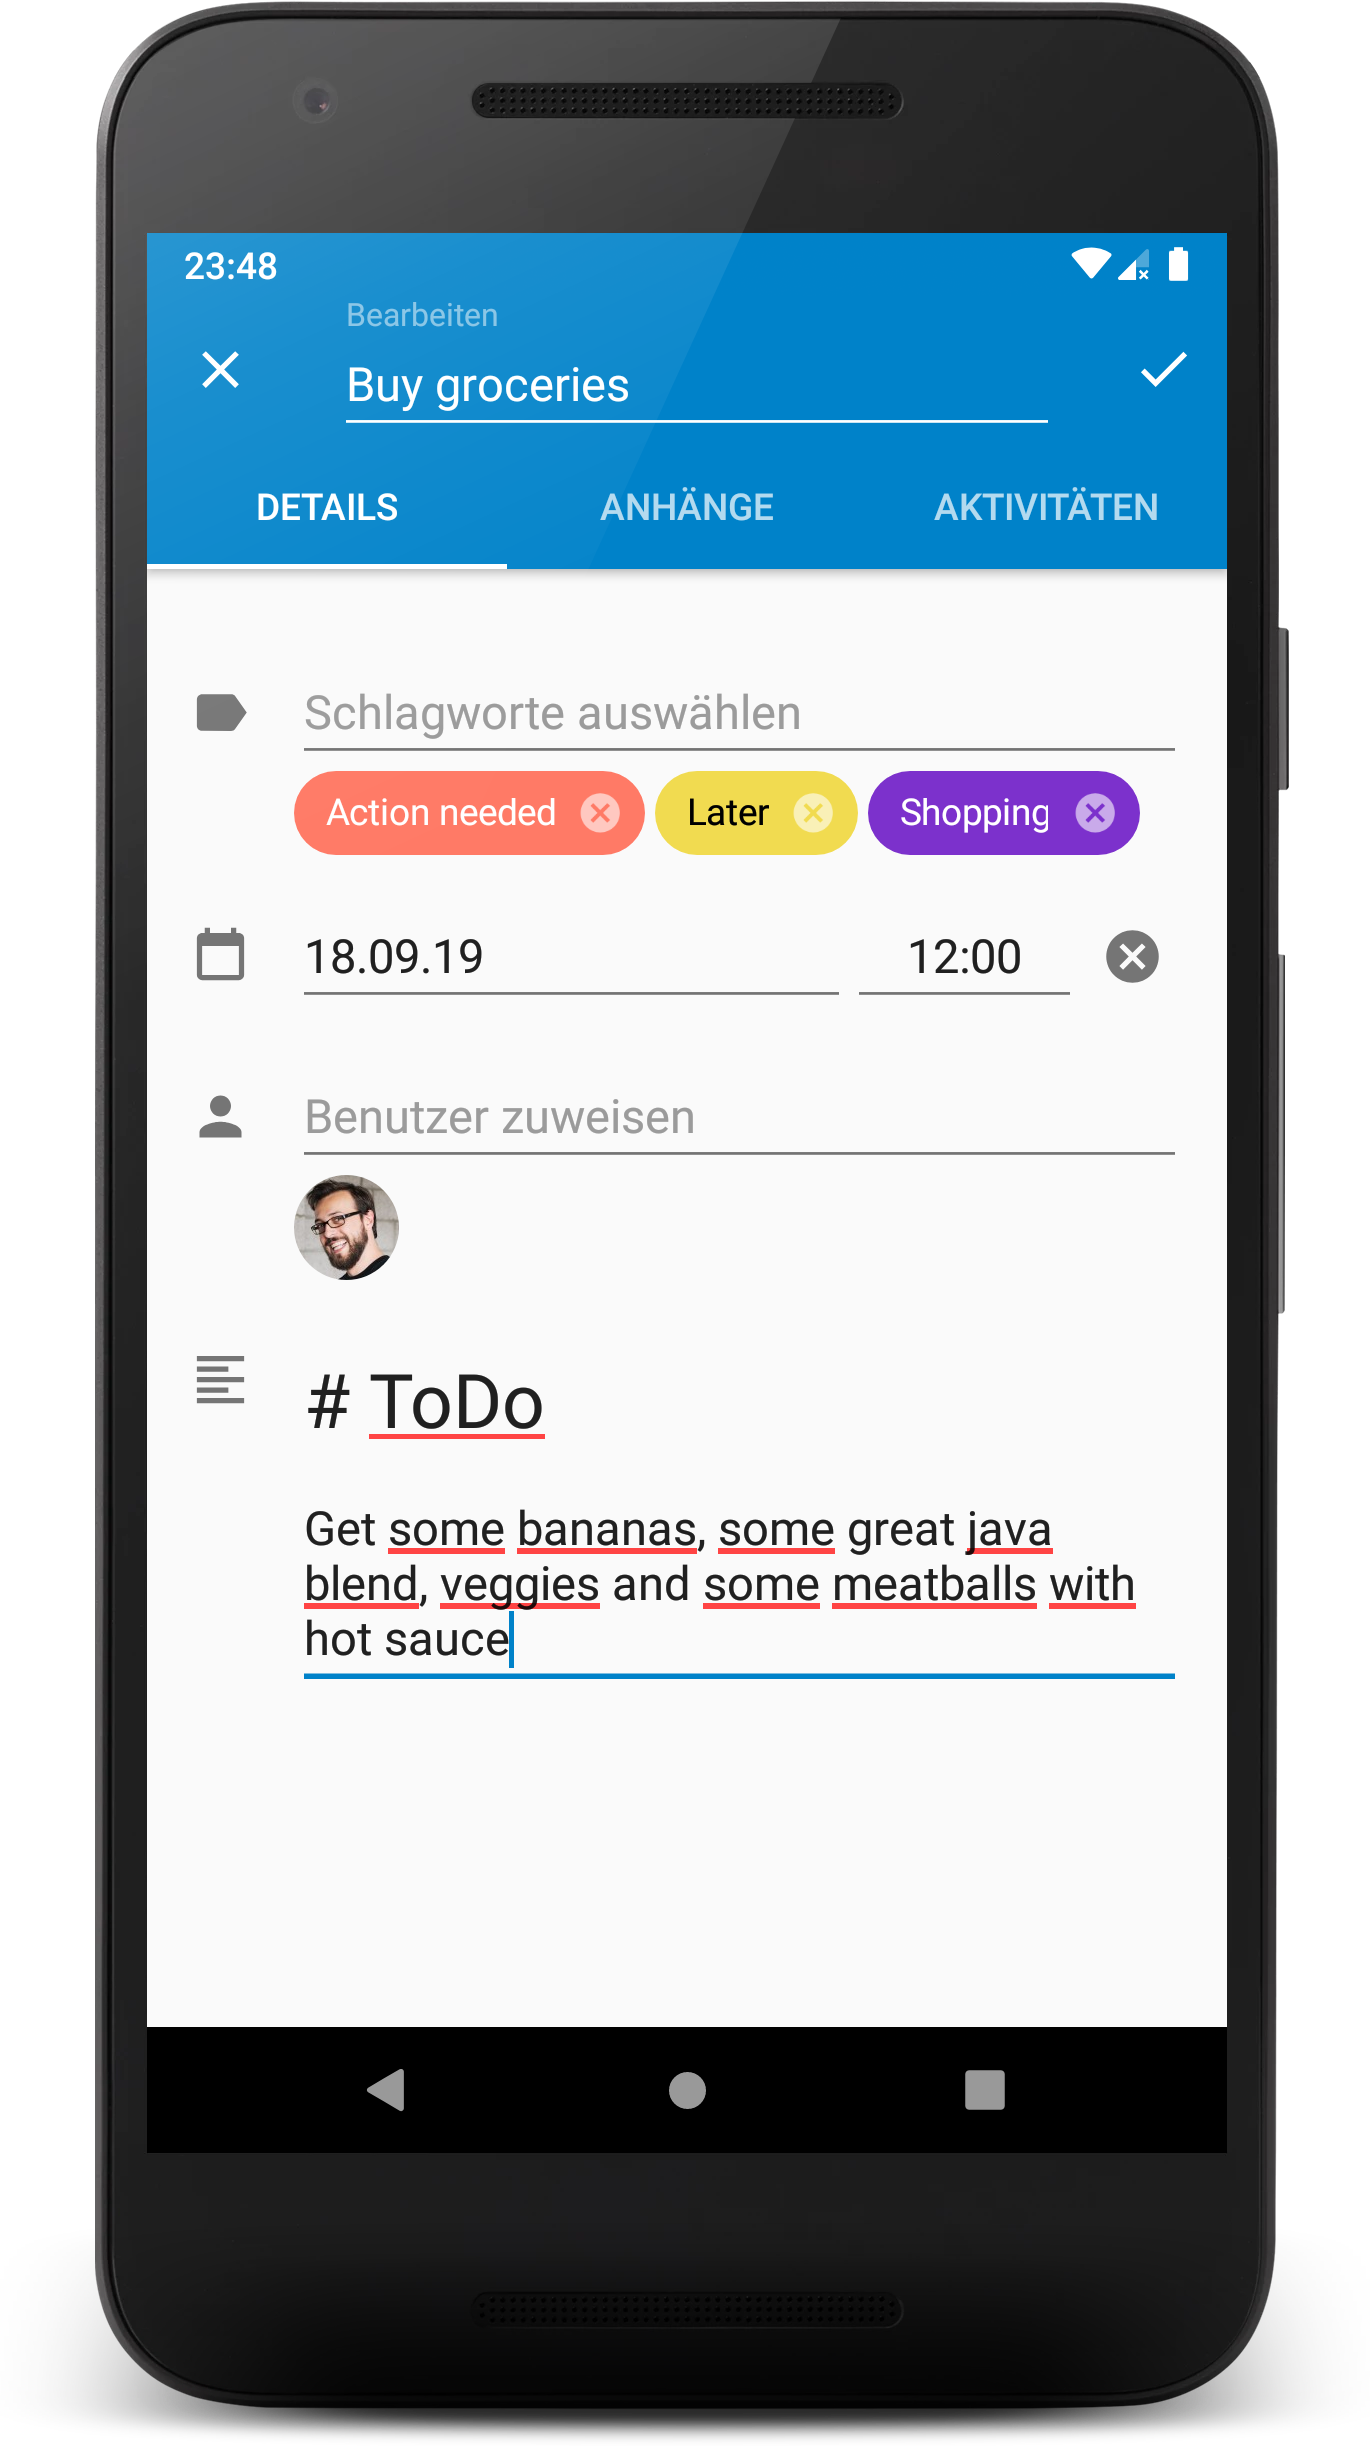 23:48
Bearbeiten
Buy groceries
DETAILS
ANHÄNGE
AKTIVITÄTEN
Schlagworte auswählen
Action needed
Later
Shopping
18.09.19
12:00
Benutzer zuweisen
# ToDo
Get some bananas, some great java
blend, veggies and some meatballs with
hot sauce